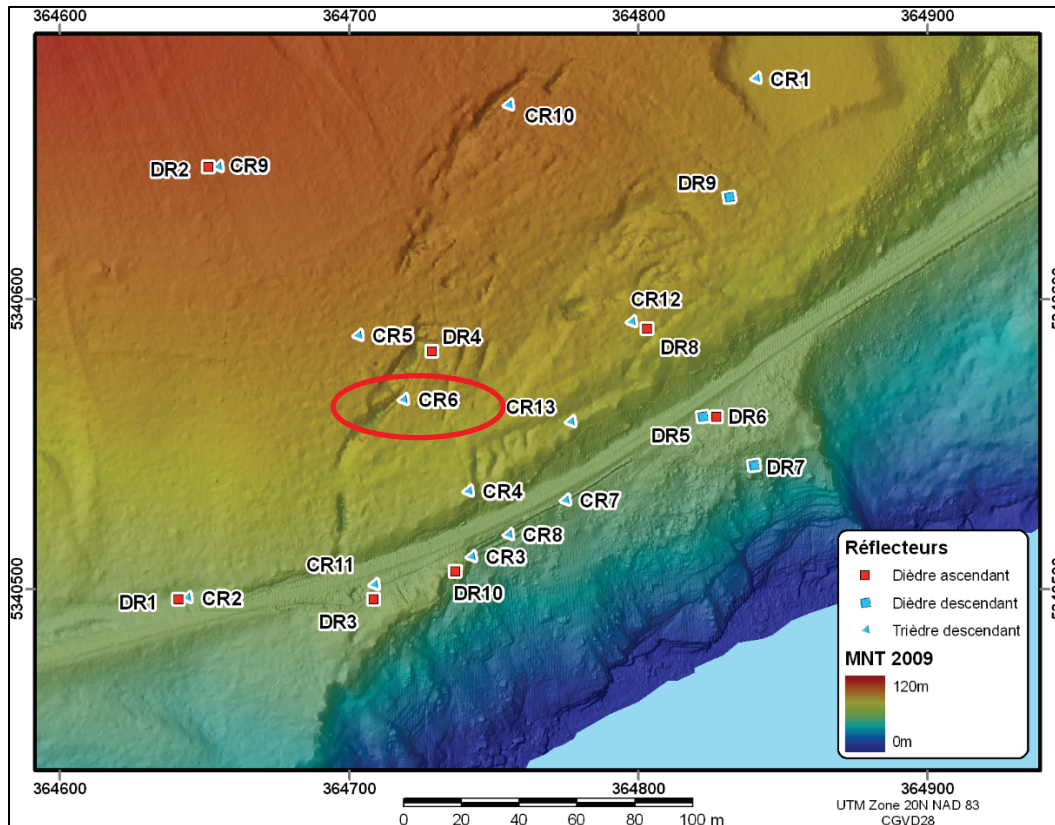 364600
364700
364800
364900
CR1
CR10
DR2
CR9
DR9
5340600
5340600
CR12
CR5
DR4
DR8
CR6
CR13
DR5
DR6
DR7
CR4
CR7
CR8
CR3
CR11
DR10
5340500
5340500
DR1
CR2
DR3
Réflecteurs
Dièdre ascendant
Dièdre descendant
Trièdre descendant
MNT 2009
120m
0m
364600
364700
364800
364900
0 20 40 60 80 100 m
UTM Zone 20N NAD 83
CGVD28